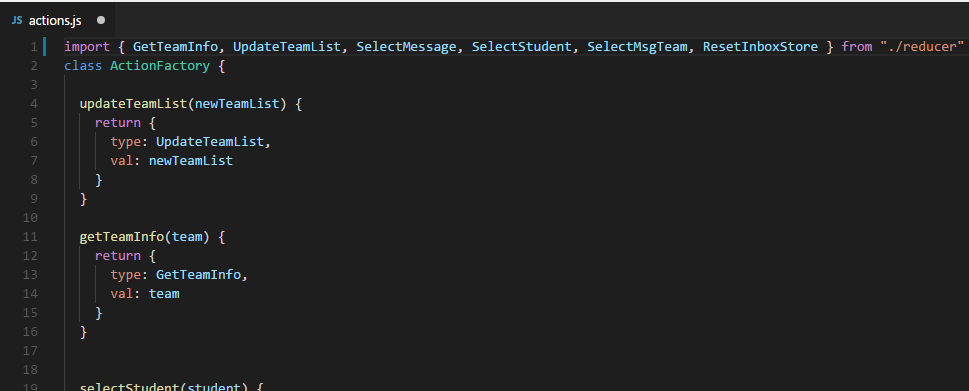 JS actions.js
1 import { GetTeamInfo, UpdateTeamList, SelectMessage, SelectStudent, SelectMsgTeam, ResetInboxStore } from "./reducer"
2 class ActionFactory {
3
4 updateTeamList(newTeamList) {
5 return {
6 type: UpdateTeamList,
7 val: newTeamList
8 }
9 }
10
11 getTeamInfo(team) {
12 return {
13 type: GetTeamInfo,
14 val: team
15 }
16 }
17
18
19 selectStudent(student) {